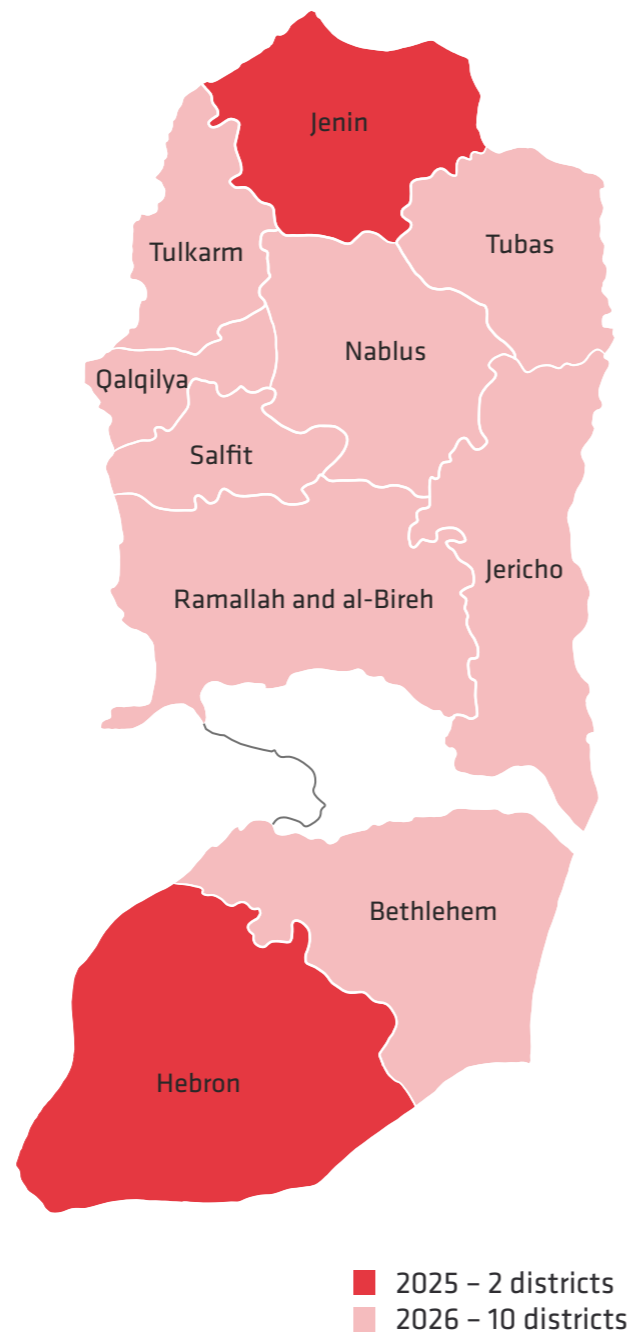 Jenin
Tulkarm
Tubas
Nablus
Qalqilya
Salfit
Jericho
Ramallah and al-Bireh
Bethlehem
Hebron
2025 – 2 districts
2026 – 10 districts